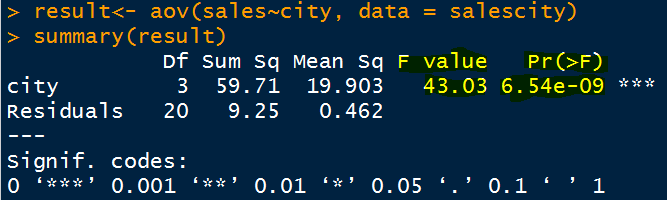 > result<- aov(sales~city, data = salescity)
> summary(result)
Df Sum Sq Mean Sq F value Pr(>F)
city 3 59.71 19.903 43.03 6.54e-09 ***
Residuals 20 9.25 0.462
---
Signif. codes:
0 ‘***’ 0.001 ‘**’ 0.01 ‘*’ 0.05 ‘.’ 0.1 ‘ ’ 1